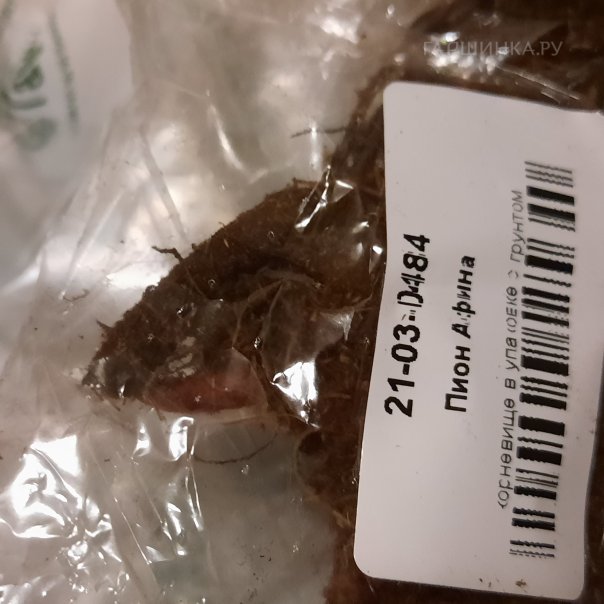 ГАРШИНКА.РУ
21-03-0484
Пион Афина
корневище в упаковке с грунтом